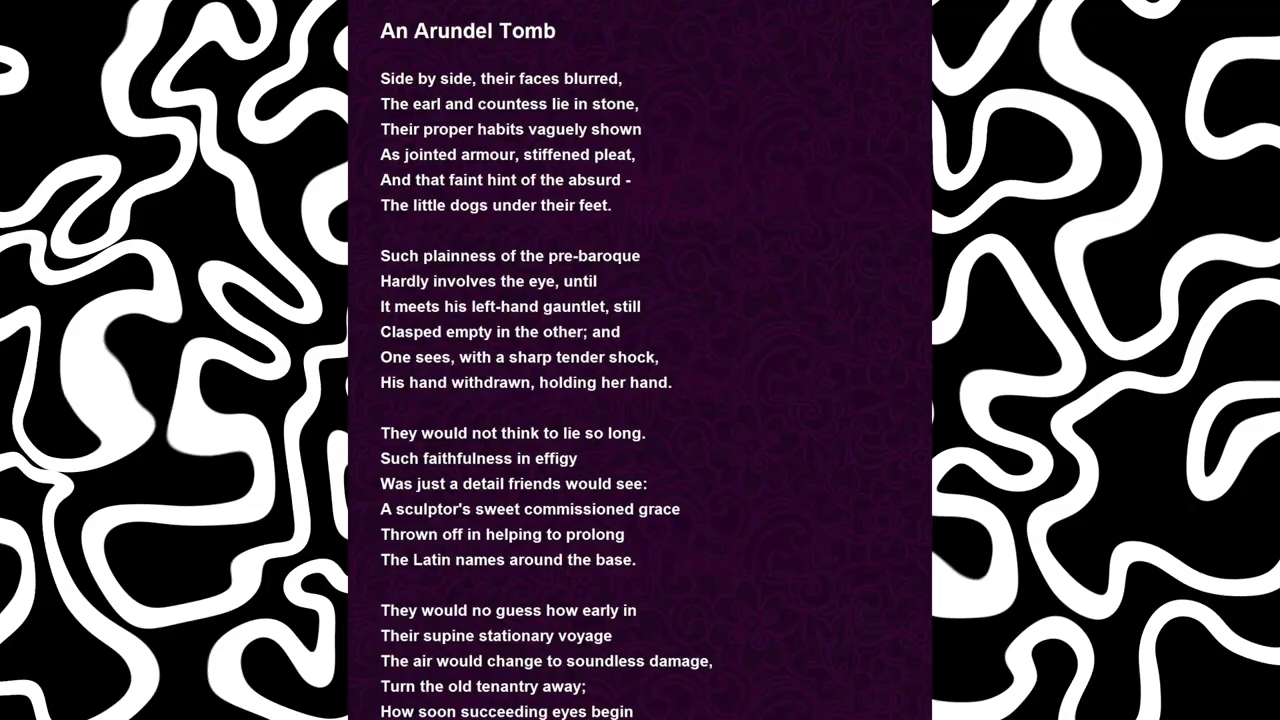 An Arundel Tomb
Side by side, their faces blurred,
The earl and countess lie in stone,
Their proper habits vaguely shown
As jointed armour, stiffened pleat,
And that faint hint of the absurd -
The little dogs under their feet.
Such plainness of the pre-baroque
Hardly involves the eye, until
It meets his left-hand gauntlet, still
Clasped empty in the other; and
One sees, with a sharp tender shock,
His hand withdrawn, holding her hand.
They would not think to lie so long.
Such faithfulness in effigy
Was just a detail friends would see:
A sculptor's sweet commissioned grace
Thrown off in helping to prolong
The Latin names around the base.
They would no guess how early in
Their supine stationary voyage
The air would change to soundless damage,
Turn the old tenantry away;
How soon succeeding eyes begin